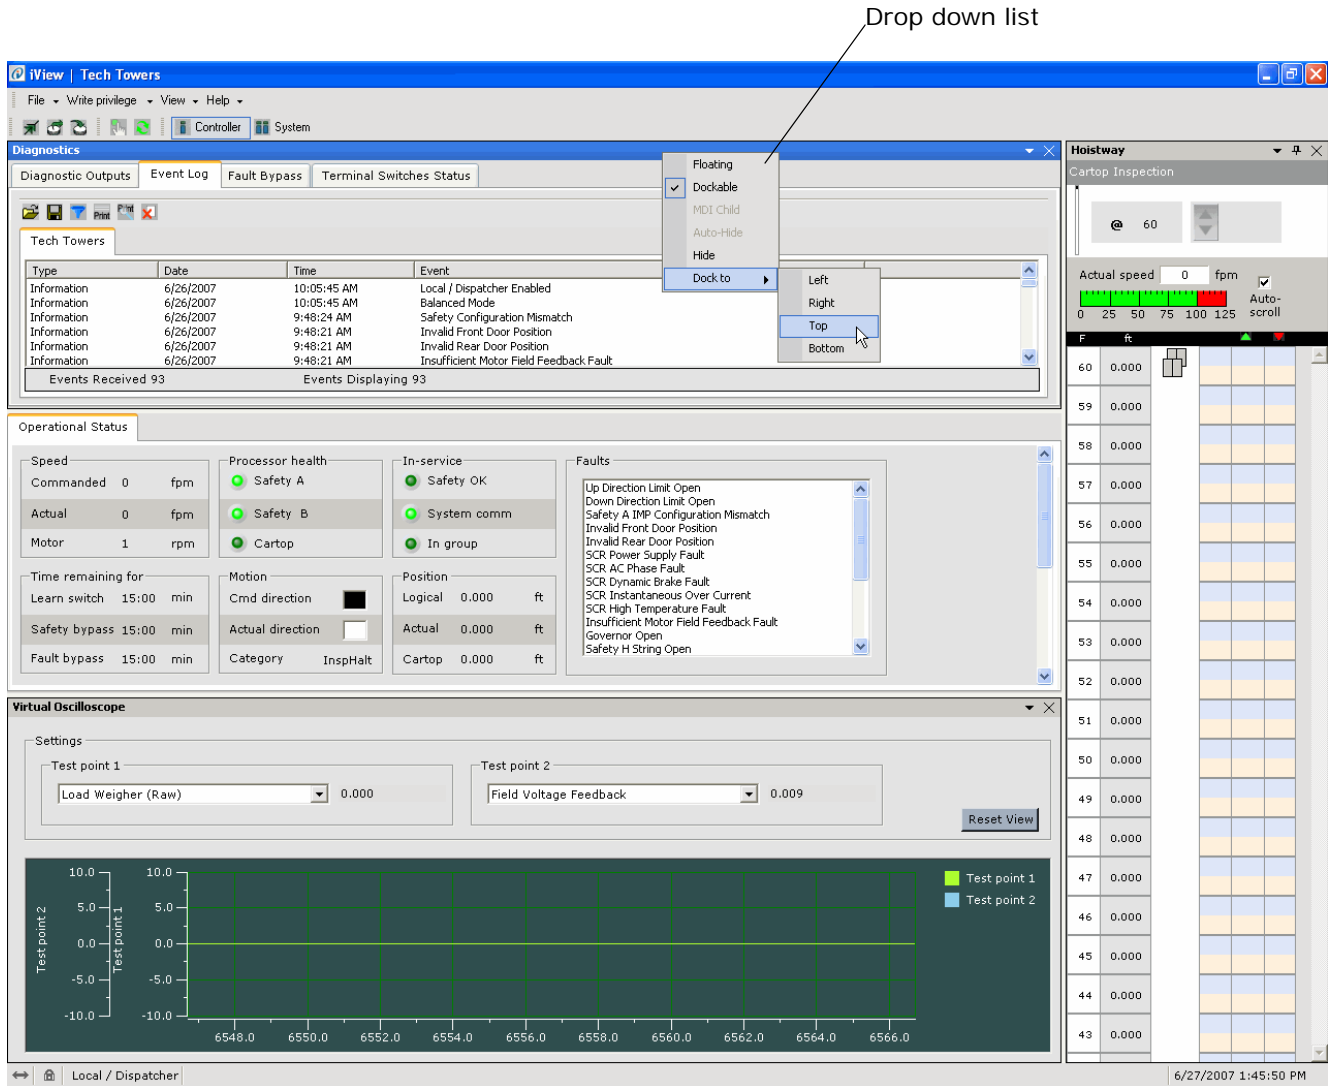 Drop down list
iView | Tech Towers
File Write privilege View Help
Controller System
Diagnostics
Diagnostic Outputs Event Log Fault Bypass Terminal Switches Status
Print Print
Tech Towers
Type Date Time Event
Information 6/26/2007 10:05:45 AM Local / Dispatcher Enabled
Information 6/26/2007 10:05:45 AM Balanced Mode
Information 6/26/2007 9:48:24 AM Safety Configuration Mismatch
Information 6/26/2007 9:48:21 AM Invalid Front Door Position
Information 6/26/2007 9:48:21 AM Invalid Rear Door Position
Information 6/26/2007 9:48:21 AM Insufficient Motor Field Feedback Fault
Events Received 93 Events Displaying 93
Floating
Dockable
MDI Child
Auto-Hide
Hide
Dock to
Left
Right
Top
Bottom
Operational Status
Speed
Commanded 0 fpm
Actual 0 fpm
Motor 1 rpm
Processor health
Safety A
Safety B
Cartop
In-service
Safety OK
System comm
In group
Time remaining for
Learn switch 15:00 min
Safety bypass 15:00 min
Fault bypass 15:00 min
Motion
Cmd direction
Actual direction
Category InspHalt
Position
Logical 0.000 ft
Actual 0.000 ft
Cartop 0.000 ft
Faults
Up Direction Limit Open
Down Direction Limit Open
Safety A IMP Configuration Mismatch
Invalid Front Door Position
Invalid Rear Door Position
SCR Power Supply Fault
SCR AC Phase Fault
SCR Dynamic Brake Fault
SCR Instantaneous Over Current
SCR High Temperature Fault
Insufficient Motor Field Feedback Fault
Governor Open
Safety H String Open
Virtual Oscilloscope
Settings
Test point 1
Load Weigher (Raw) 0.000
Test point 2
Field Voltage Feedback 0.009
Reset View
Test point 2
10.0
5.0
0.0
-5.0
-10.0
Test point 1
10.0
5.0
0.0
-5.0
-10.0
6548.0 6550.0 6552.0 6554.0 6556.0 6558.0 6560.0 6562.0 6564.0 6566.0
Test point 1
Test point 2
Hoistway
Cartop Inspection
@ 60
Actual speed 0 fpm
Auto-scroll
0 25 50 75 100 125
F ft
60 0.000
59 0.000
58 0.000
57 0.000
56 0.000
55 0.000
54 0.000
53 0.000
52 0.000
51 0.000
50 0.000
49 0.000
48 0.000
47 0.000
46 0.000
45 0.000
44 0.000
43 0.000
Local / Dispatcher
6/27/2007 1:45:50 PM